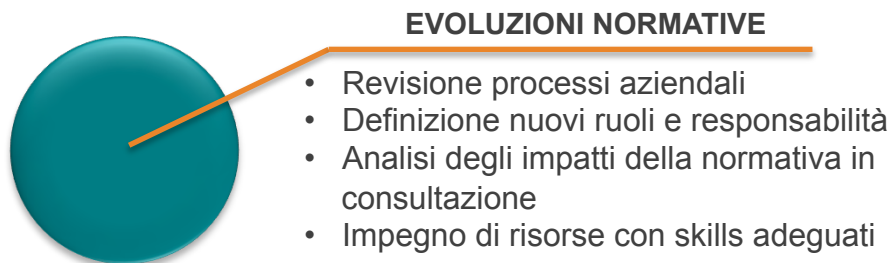 EVOLUZIONI NORMATIVE
• Revisione processi aziendali
• Definizione nuovi ruoli e responsabilità
• Analisi degli impatti della normativa in
consultazione
• Impegno di risorse con skills adeguati